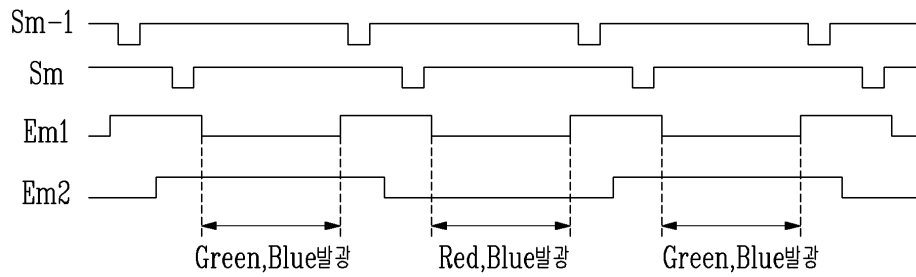 Sm-1
Sm
Em1
Em2
Green,Blue발광 Red,Blue발광 Green,Blue발광